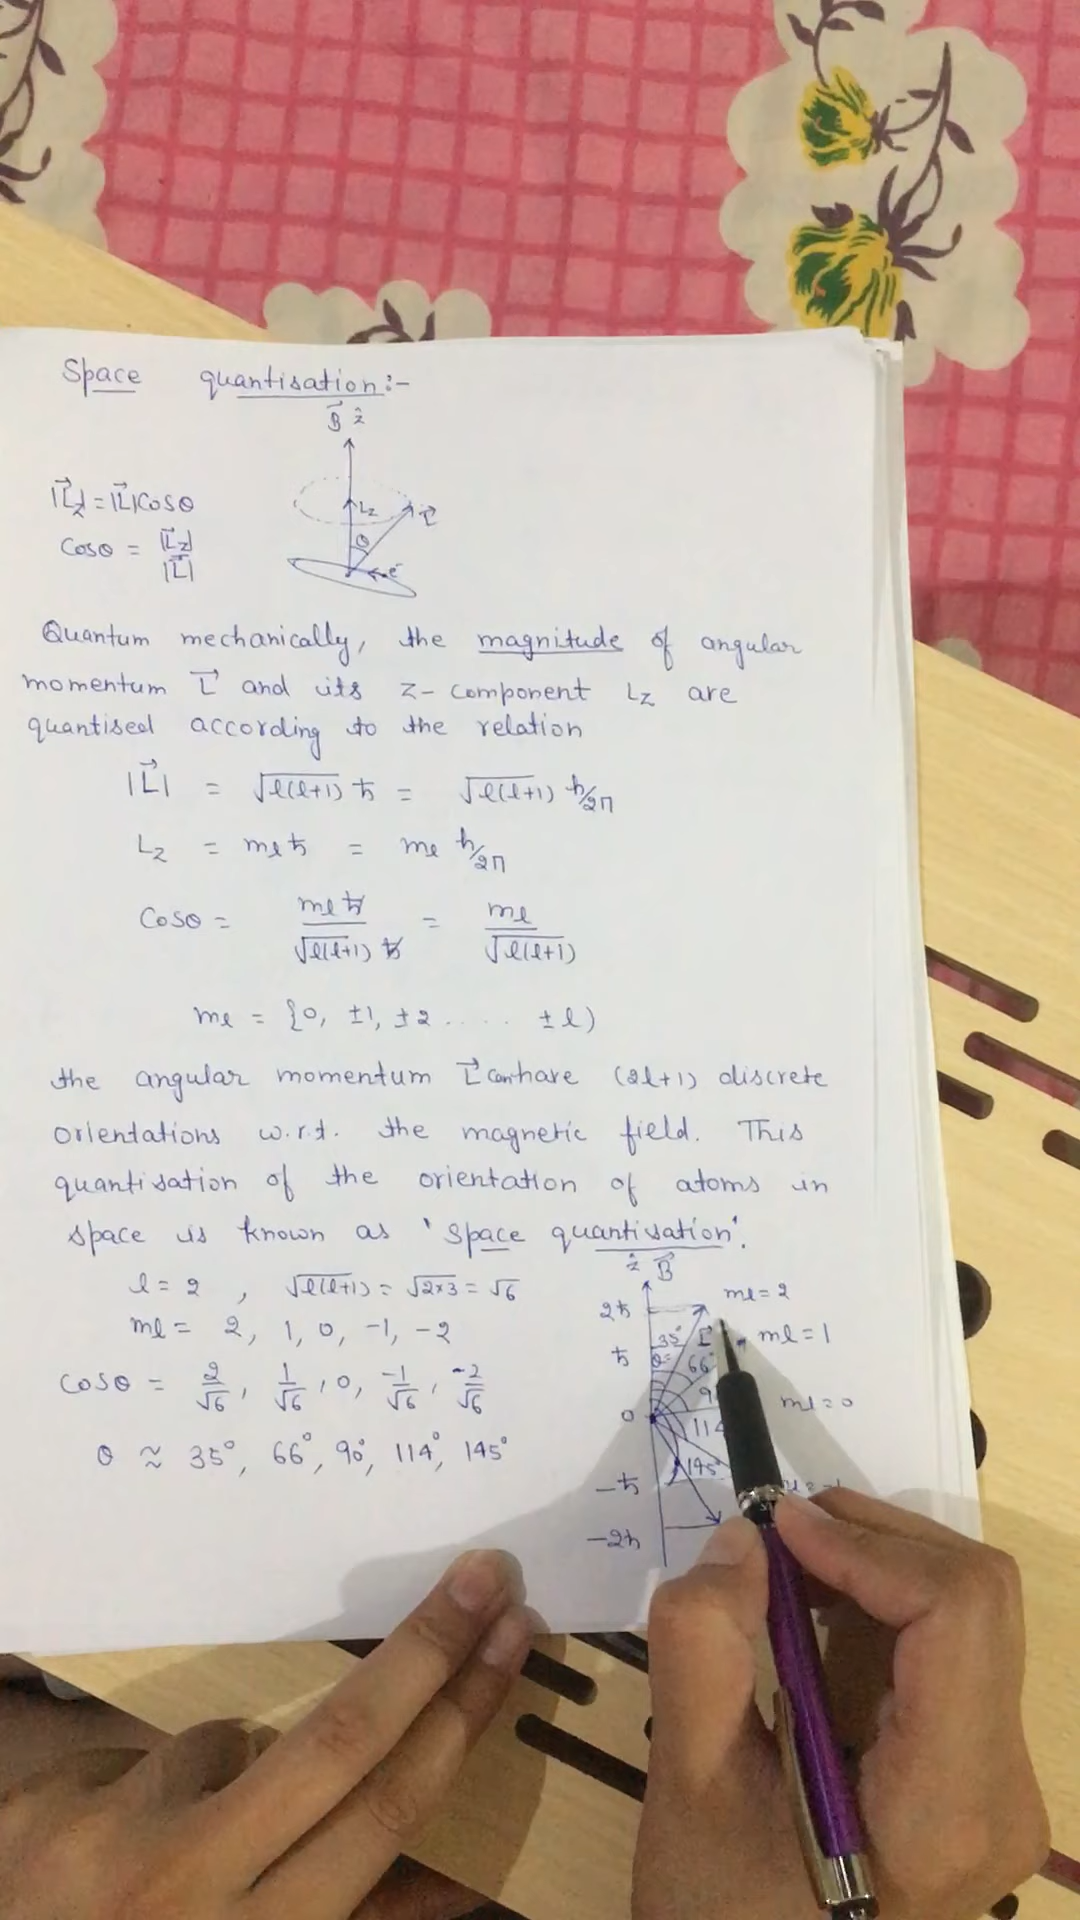 Space quantisation:-
B⃗ ẑ
|L⃗z| = |L⃗|cosθ
Lz
L⃗
θ
e⁻
Cosθ = |L⃗z|/|L⃗|
Quantum mechanically, the magnitude of angular
momentum L⃗ and its z-component Lz are
quantised according to the relation
|L⃗| = √l(l+1) ħ = √l(l+1) h/2π
Lz = mlħ = ml h/2π
Cosθ = mlħ/√l(l+1) ħ = ml/√l(l+1)
ml = {0, ±1, ±2 .... ±l)
the angular momentum L⃗ can have (2l+1) discrete
orientations w.r.t. the magnetic field. This
quantisation of the orientation of atoms in
space is known as 'space quantisation'.
l = 2 , √l(l+1) = √2×3 = √6
ml = 2, 1, 0, -1, -2
Cosθ = 2/√6, 1/√6, 0, -1/√6, -2/√6
θ ≈ 35°, 66°, 90°, 114°, 145°
ẑ B⃗
2ħ ml = 2
35° L⃗ ml = 1
ħ θ= 66°
ml = 0
0 114
-ħ 145°
-2ħ